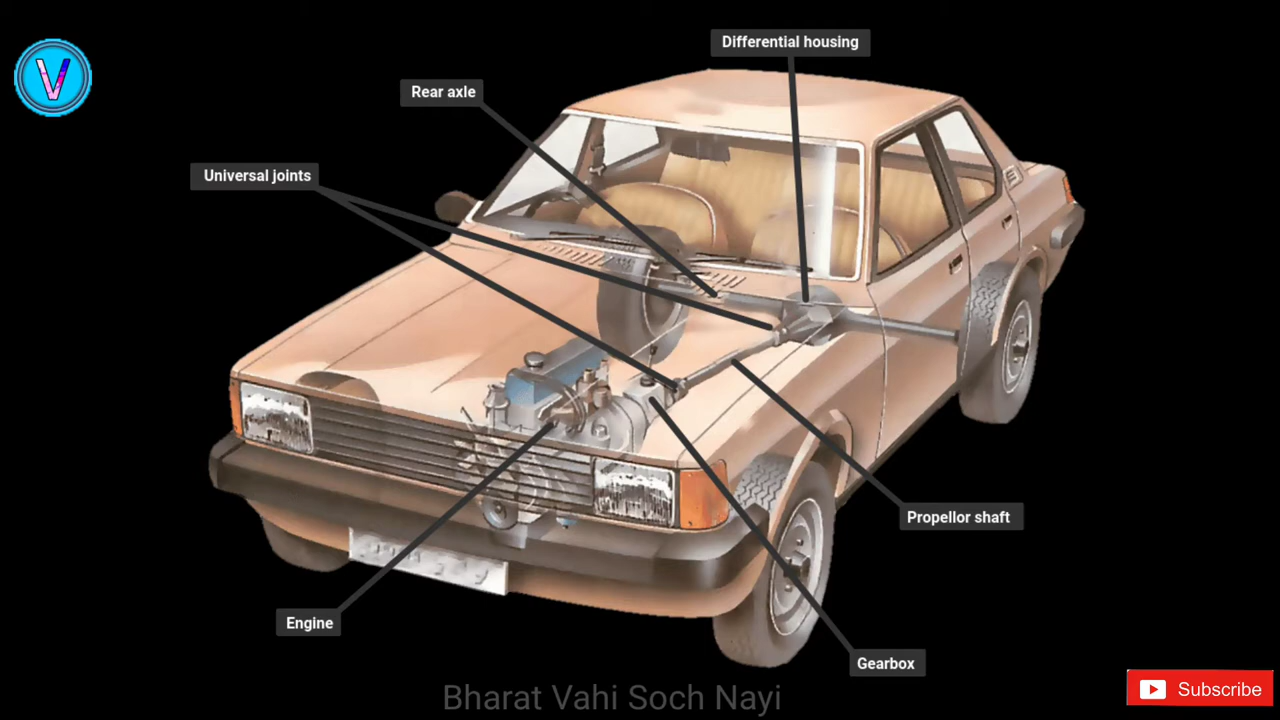 V
Differential housing
Rear axle
Universal joints
Propellor shaft
Engine
Gearbox
Bharat Vahi Soch Nayi
Subscribe